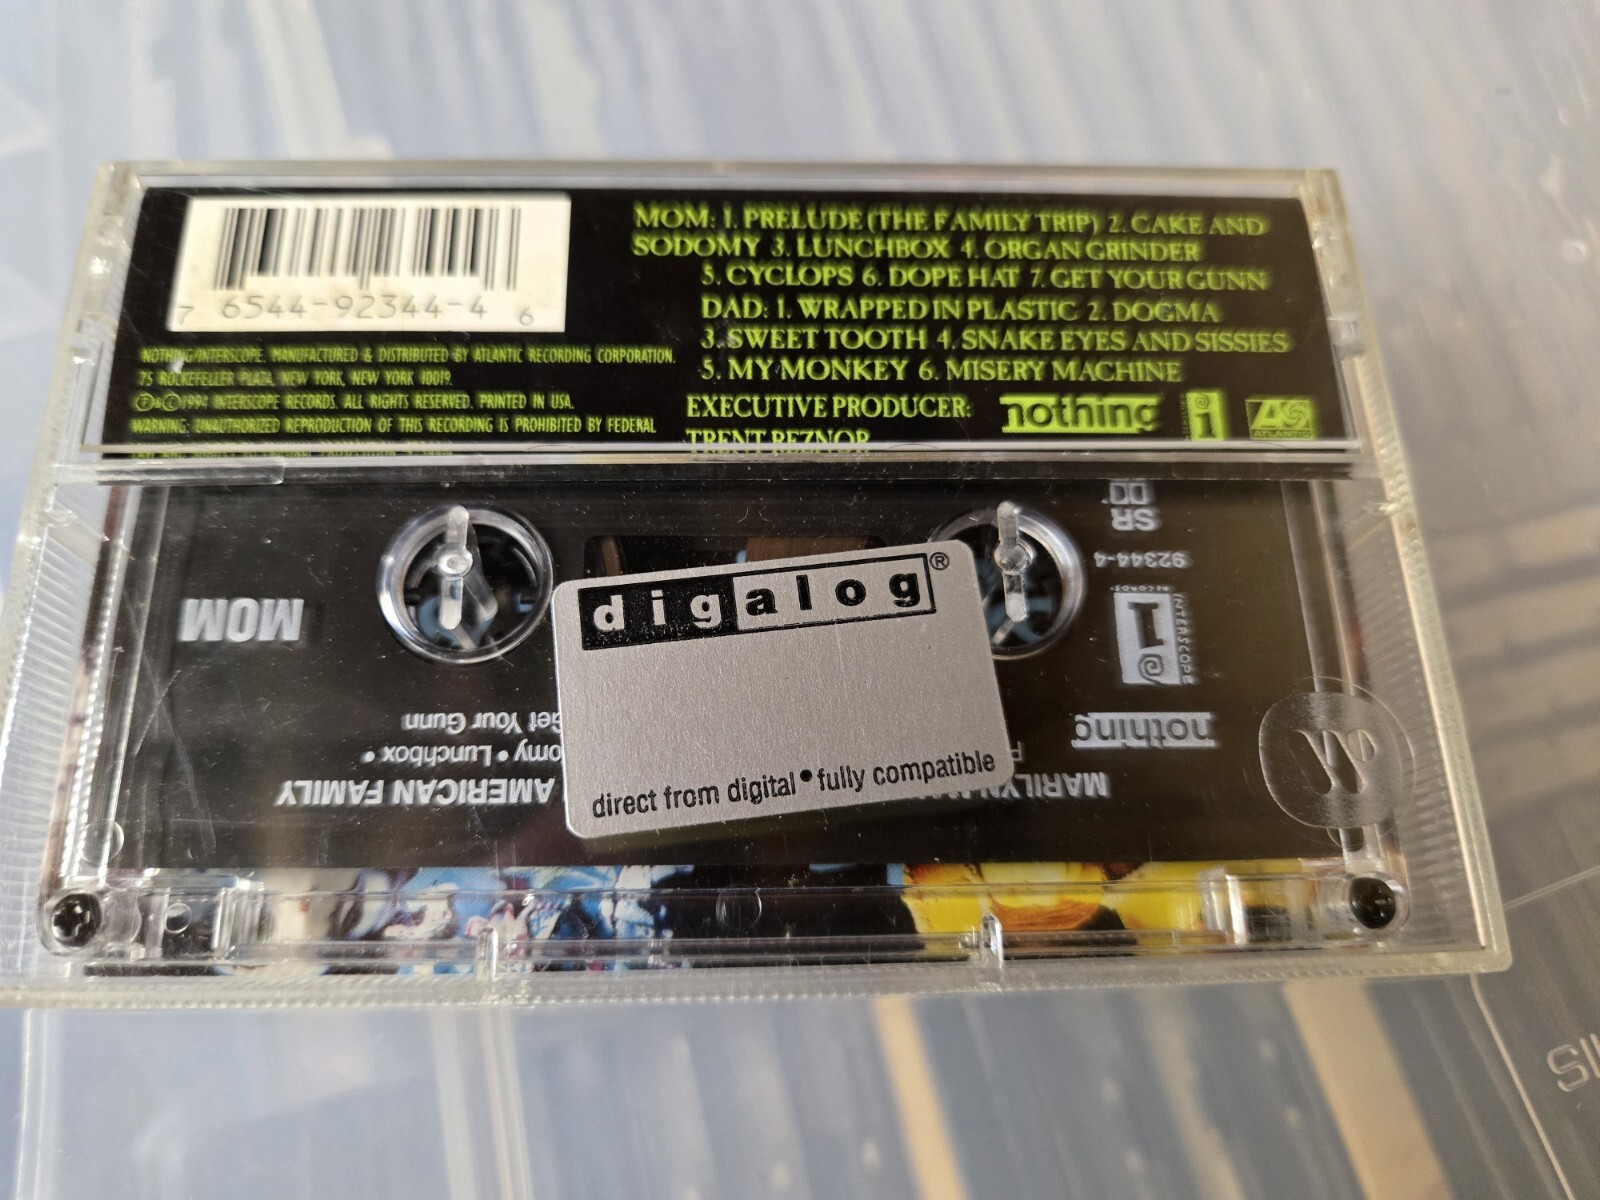 MOM: 1. PRELUDE (THE FAMILY TRIP) 2. CAKE AND
SODOMY 3. LUNCHBOX 4. ORGAN GRINDER
5. CYCLOPS 6. DOPE HAT 7. GET YOUR GUNN
DAD: 1. WRAPPED IN PLASTIC 2. DOGMA
3. SWEET TOOTH 4. SNAKE EYES AND SISSIES
5. MY MONKEY 6. MISERY MACHINE
EXECUTIVE PRODUCER:
TRENT REZNOR
nothing
i
ATLANTIC
7 6544-92344-4 6
NOTHING/INTERSCOPE. MANUFACTURED & DISTRIBUTED BY ATLANTIC RECORDING CORPORATION.
75 ROCKEFELLER PLAZA, NEW YORK, NEW YORK 10019.
℗&©1994 INTERSCOPE RECORDS. ALL RIGHTS RESERVED. PRINTED IN USA.
WARNING: UNAUTHORIZED REPRODUCTION OF THIS RECORDING IS PROHIBITED BY FEDERAL
digalog®
direct from digital • fully compatible
MARILYN
AMERICAN FAMILY
omy • Lunchbox •
Get Your Gunn
MOM
nothing
INTERSCOPE
RECORDS
92344-4
SR